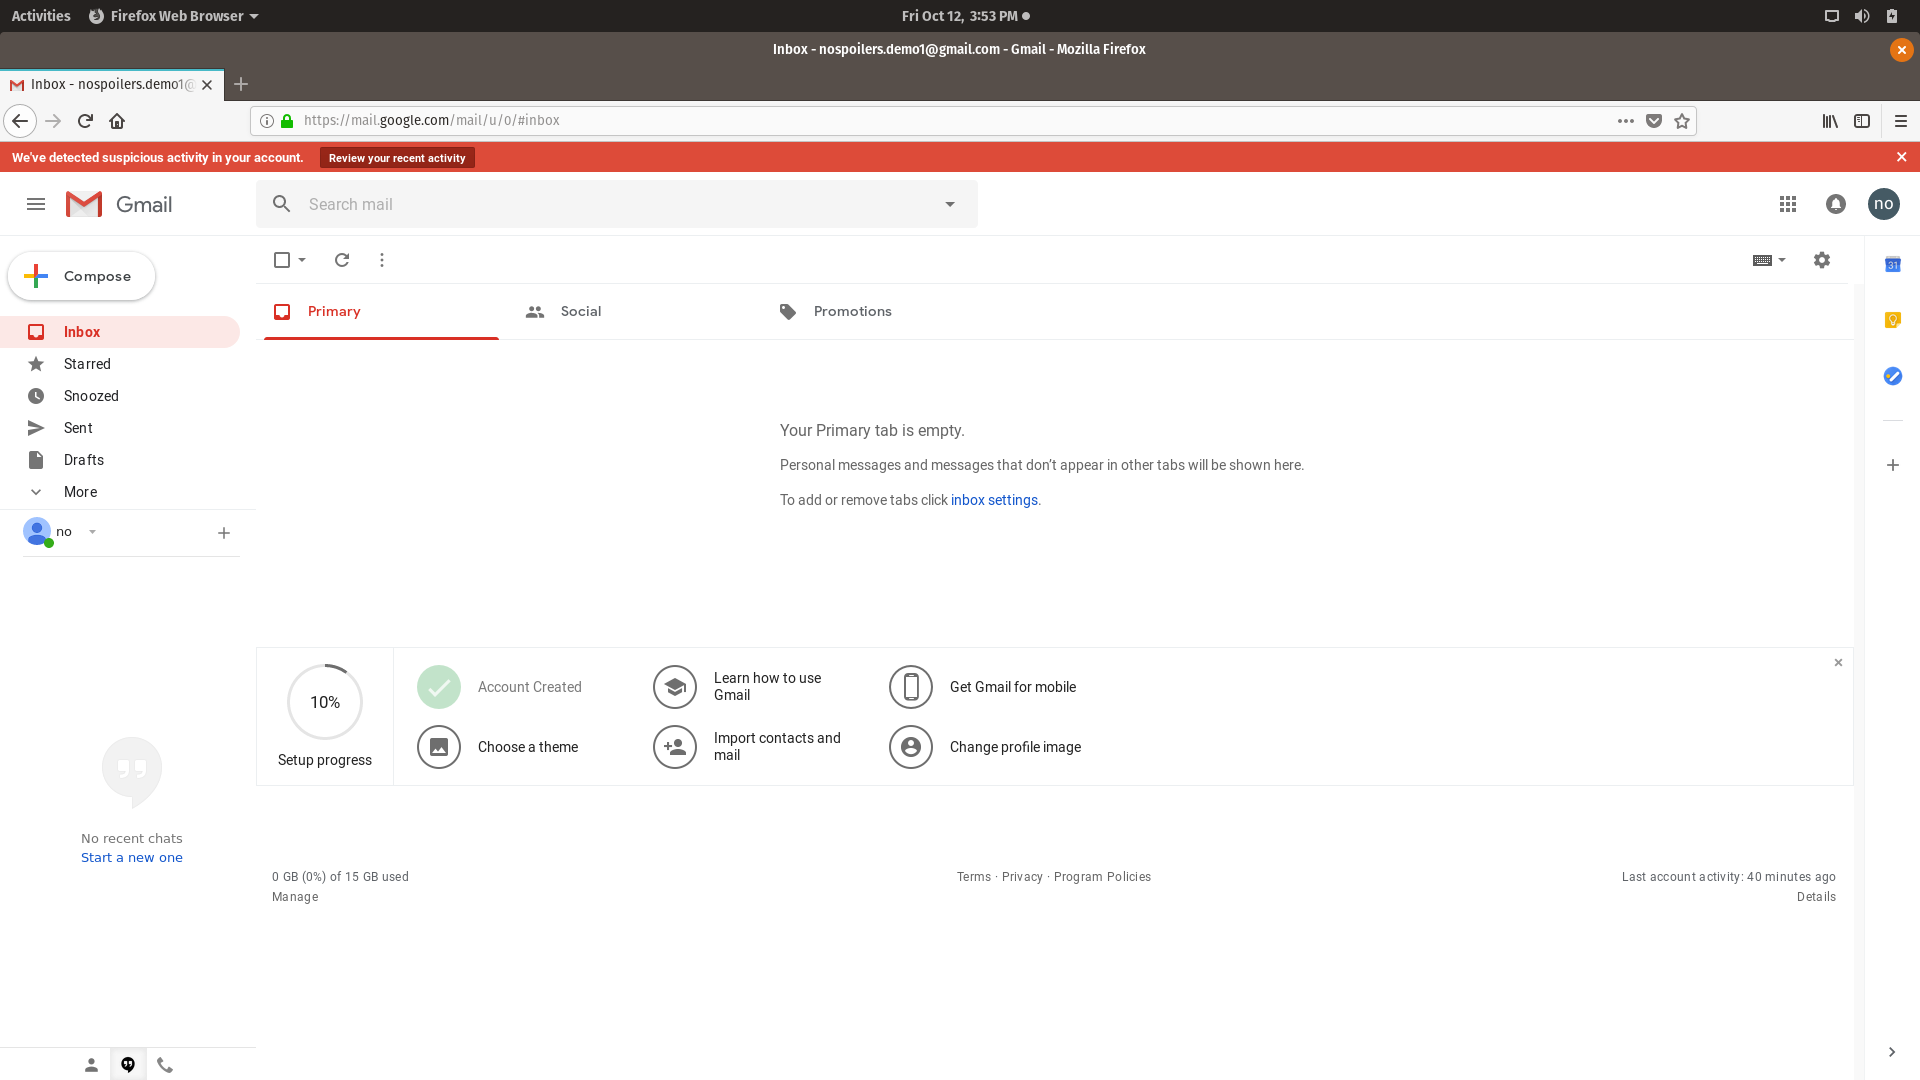 Activities Firefox Web Browser Fri Oct 12, 3:53 PM
Inbox - nospoilers.demo1@gmail.com - Gmail - Mozilla Firefox
Inbox - nospoilers.demo1@
https://mail.google.com/mail/u/0/#inbox
We've detected suspicious activity in your account. Review your recent activity
Gmail Search mail no
Compose
Primary Social Promotions
31
Inbox
Starred
Snoozed
Sent
Drafts
More
no
Your Primary tab is empty.
Personal messages and messages that don’t appear in other tabs will be shown here.
To add or remove tabs click inbox settings.
10%
Setup progress
Account Created
Learn how to use
Gmail
Get Gmail for mobile
Choose a theme
Import contacts and
mail
Change profile image
No recent chats
Start a new one
0 GB (0%) of 15 GB used
Manage
Terms · Privacy · Program Policies
Last account activity: 40 minutes ago
Details